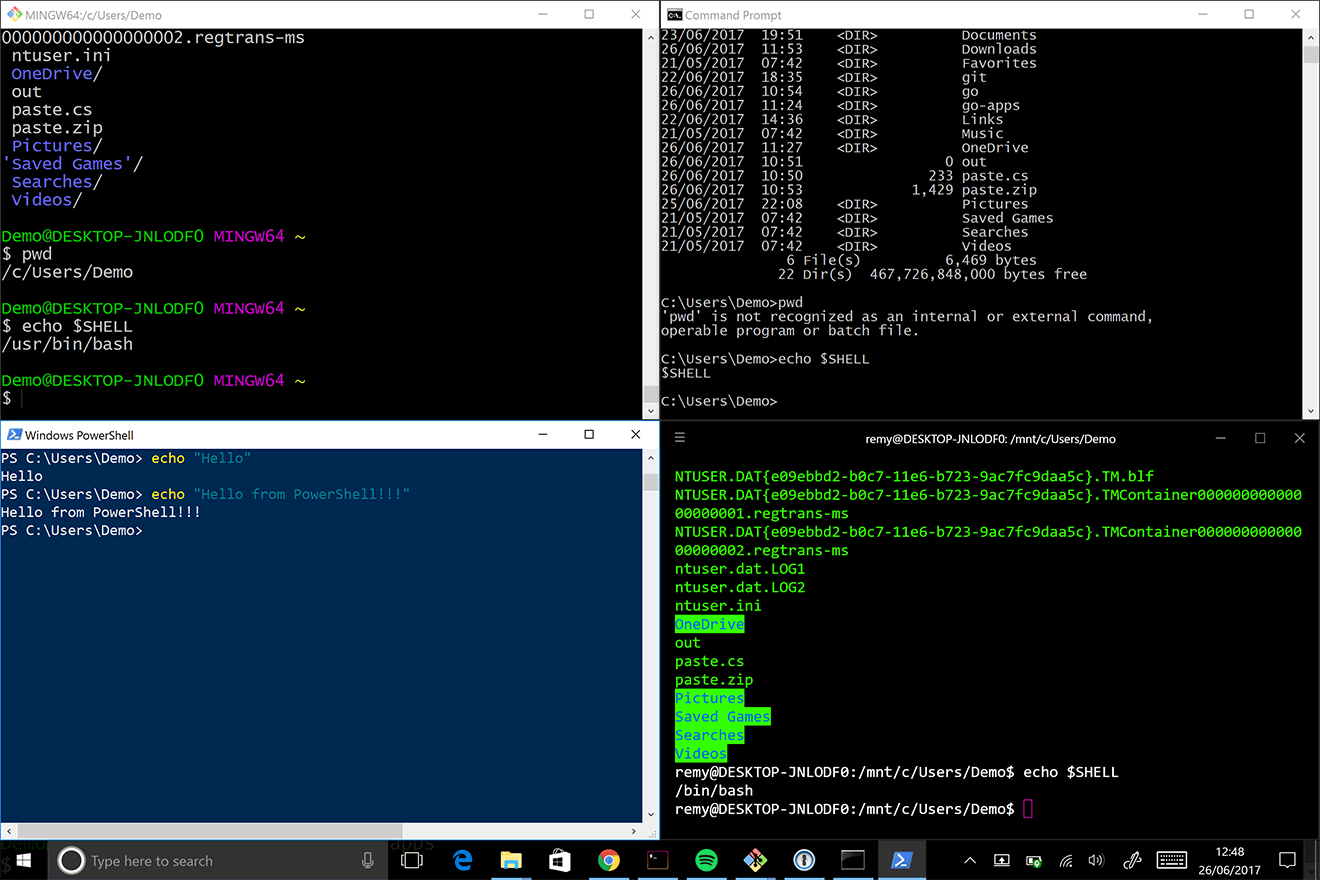 MINGW64:/c/Users/Demo
000000000000000002.regtrans-ms
ntuser.ini
OneDrive/
out
paste.cs
paste.zip
Pictures/
'Saved Games'/
Searches/
Videos/
Demo@DESKTOP-JNLODF0 MINGW64 ~
$ pwd
/c/Users/Demo
Demo@DESKTOP-JNLODF0 MINGW64 ~
$ echo $SHELL
/usr/bin/bash
Demo@DESKTOP-JNLODF0 MINGW64 ~
$
Command Prompt
23/06/2017 19:51 <DIR> Documents
26/06/2017 11:53 <DIR> Downloads
21/05/2017 07:42 <DIR> Favorites
22/06/2017 18:35 <DIR> git
26/06/2017 10:54 <DIR> go
26/06/2017 11:24 <DIR> go-apps
22/06/2017 14:36 <DIR> Links
21/05/2017 07:42 <DIR> Music
26/06/2017 11:27 <DIR> OneDrive
26/06/2017 10:51 0 out
26/06/2017 10:50 233 paste.cs
26/06/2017 10:53 1,429 paste.zip
25/06/2017 22:08 <DIR> Pictures
21/05/2017 07:42 <DIR> Saved Games
21/05/2017 07:42 <DIR> Searches
21/05/2017 07:42 <DIR> Videos
6 File(s) 6,469 bytes
22 Dir(s) 467,726,848,000 bytes free
C:\Users\Demo>pwd
'pwd' is not recognized as an internal or external command,
operable program or batch file.
C:\Users\Demo>echo $SHELL
$SHELL
C:\Users\Demo>
Windows PowerShell
PS C:\Users\Demo> echo "Hello"
Hello
PS C:\Users\Demo> echo "Hello from PowerShell!!!"
Hello from PowerShell!!!
PS C:\Users\Demo>
remy@DESKTOP-JNLODF0: /mnt/c/Users/Demo
NTUSER.DAT{e09ebbd2-b0c7-11e6-b723-9ac7fc9daa5c}.TM.blf
NTUSER.DAT{e09ebbd2-b0c7-11e6-b723-9ac7fc9daa5c}.TMContainer000000000000
00000001.regtrans-ms
NTUSER.DAT{e09ebbd2-b0c7-11e6-b723-9ac7fc9daa5c}.TMContainer000000000000
00000002.regtrans-ms
ntuser.dat.LOG1
ntuser.dat.LOG2
ntuser.ini
OneDrive
out
paste.cs
paste.zip
Pictures
Saved Games
Searches
Videos
remy@DESKTOP-JNLODF0:/mnt/c/Users/Demo$ echo $SHELL
/bin/bash
remy@DESKTOP-JNLODF0:/mnt/c/Users/Demo$
Type here to search
12:48
26/06/2017